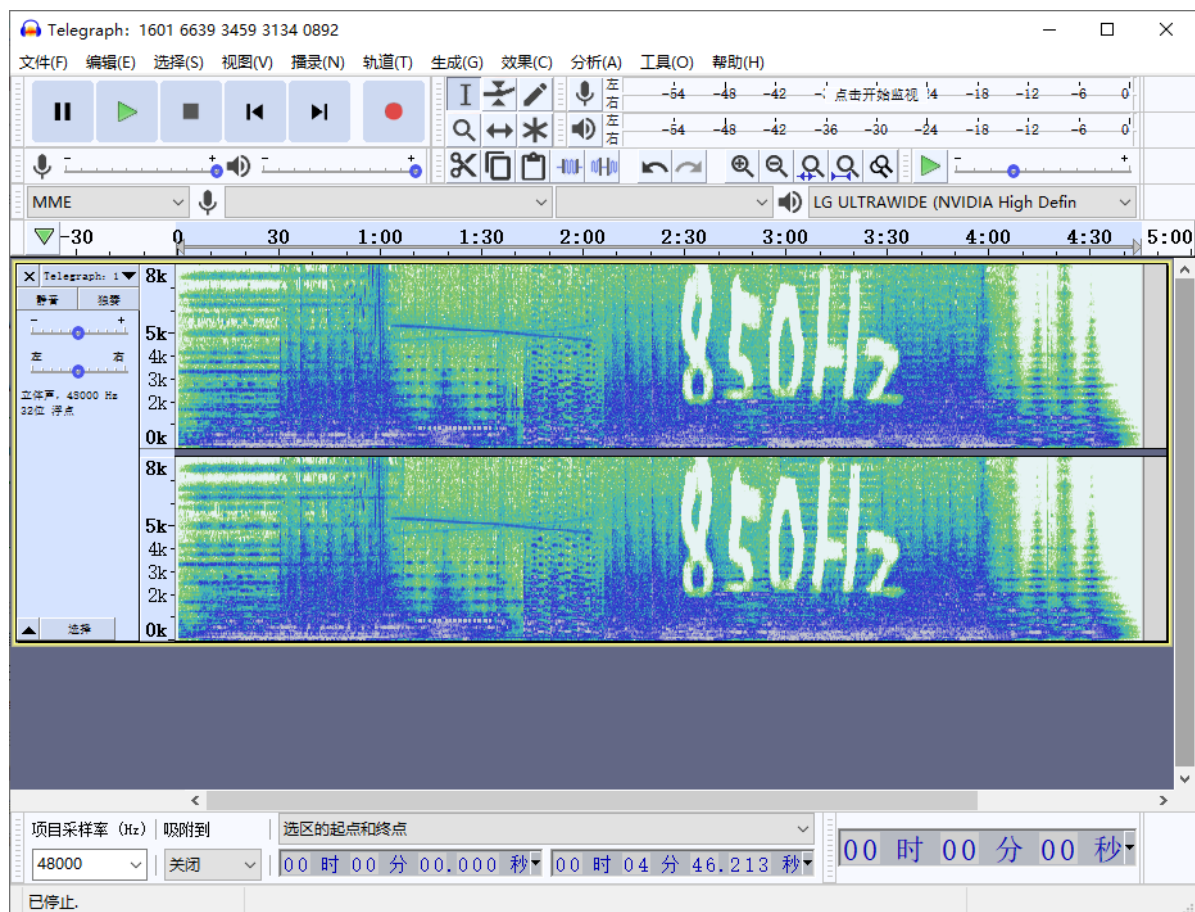 Telegraph: 1601 6639 3459 3134 0892
文件(F) 编辑(E) 选择(S) 视图(V) 播录(N) 轨道(T) 生成(G) 效果(C) 分析(A) 工具(O) 帮助(H)
左 右 -54 -48 -42 点击开始监视 -18 -12 -6 0
左 右 -54 -48 -42 -36 -30 -24 -18 -12 -6 0
- + - + - +
MME LG ULTRAWIDE (NVIDIA High Defin
-30 0 30 1:00 1:30 2:00 2:30 3:00 3:30 4:00 4:30 5:00
Telegraph: 1
静音 独奏
- +
左 右
立体声, 48000 Hz
32位 浮点
选择
8k
5k
4k
3k
2k
0k
850Hz
8k
5k
4k
3k
2k
0k
850Hz
项目采样率 (Hz) 吸附到 选区的起点和终点
48000 关闭 00 时 00 分 00.000 秒 00 时 04 分 46.213 秒 00 时 00 分 00 秒
已停止.